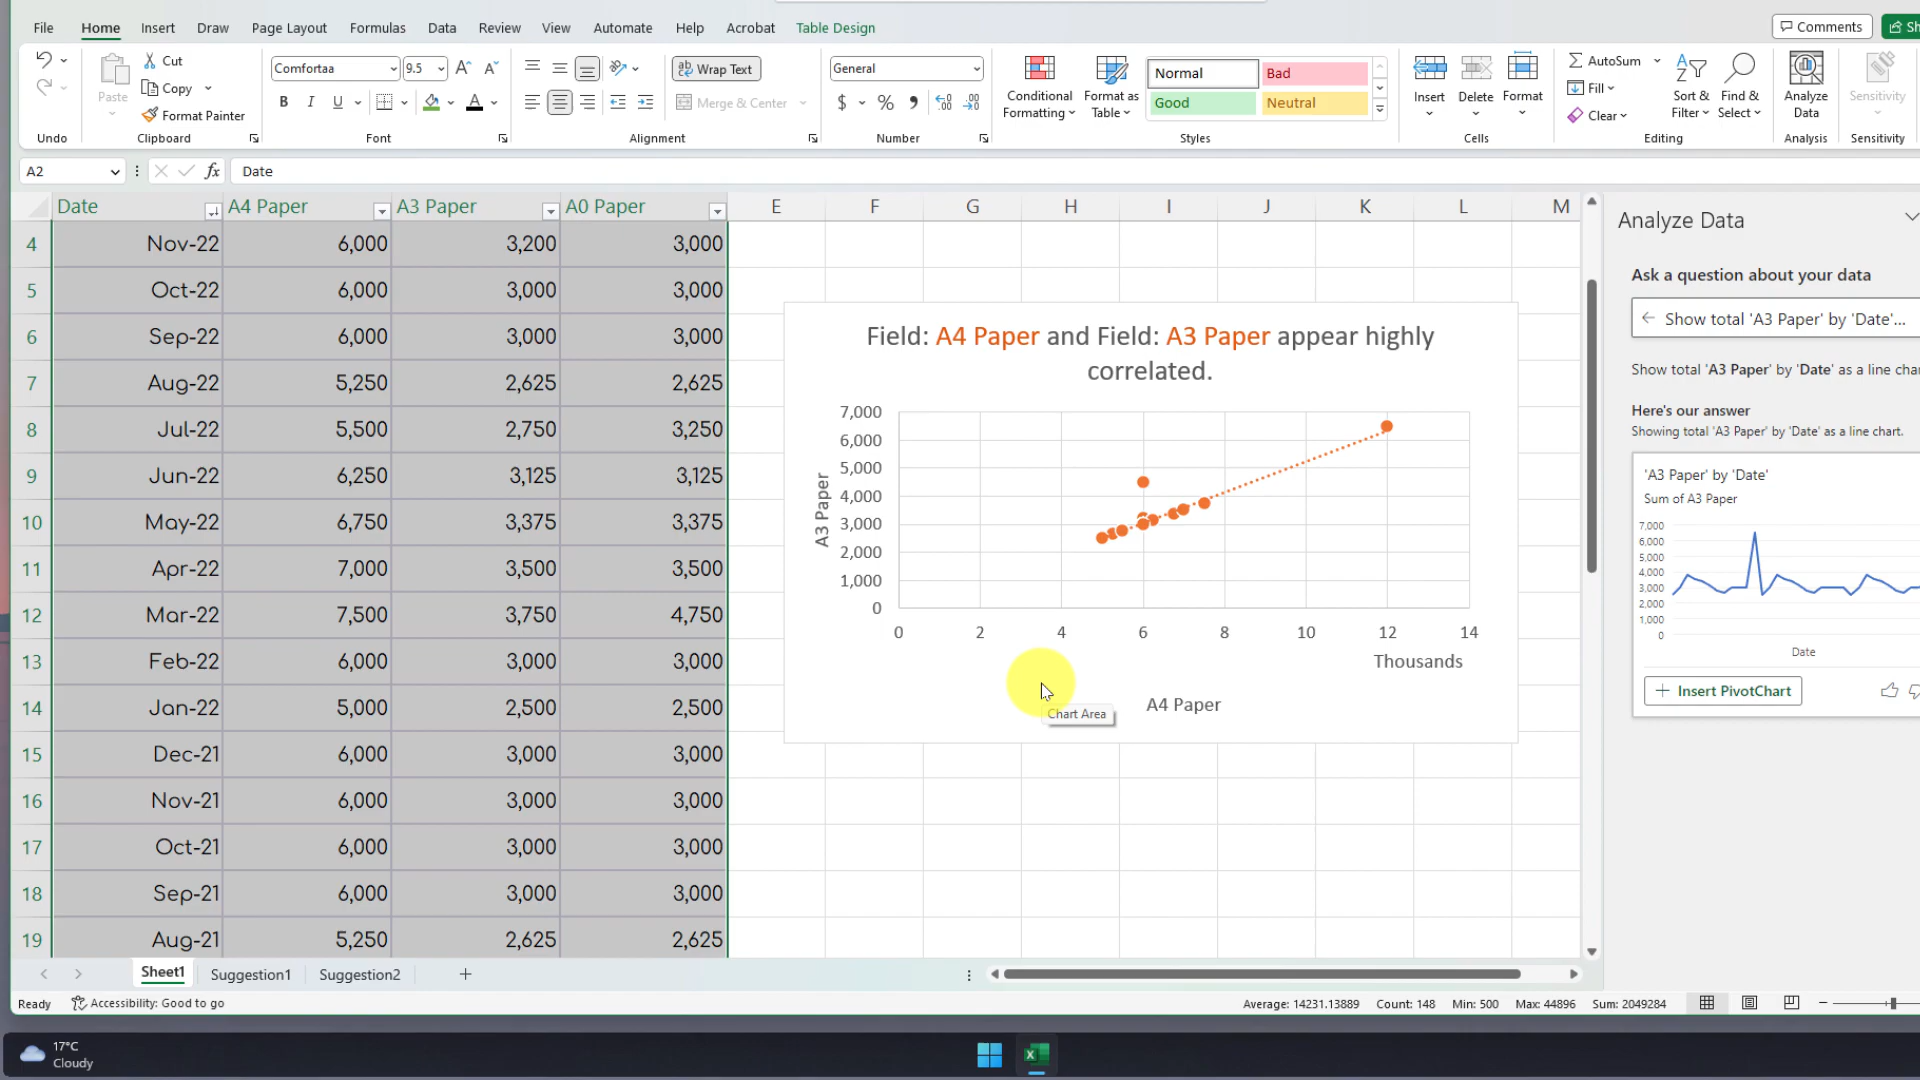 File Home Insert Draw Page Layout Formulas Data Review View Automate Help Acrobat Table Design Comments
Cut
Copy
Format Painter
Paste
Undo Clipboard
Comfortaa 9.5
B I U
Font
Wrap Text
Merge & Center
Alignment
General
$ %
Number
Conditional Formatting
Format as Table
Normal Bad
Good Neutral
Styles
Insert Delete Format
Cells
AutoSum
Fill
Clear
Sort & Filter
Find & Select
Editing
Analyze Data
Analysis
Sensitivity
Sensitivity
A2 fx Date
Date A4 Paper A3 Paper A0 Paper E F G H I J K L M
4 Nov-22 6,000 3,200 3,000
5 Oct-22 6,000 3,000 3,000
6 Sep-22 6,000 3,000 3,000
7 Aug-22 5,250 2,625 2,625
8 Jul-22 5,500 2,750 3,250
9 Jun-22 6,250 3,125 3,125
10 May-22 6,750 3,375 3,375
11 Apr-22 7,000 3,500 3,500
12 Mar-22 7,500 3,750 4,750
13 Feb-22 6,000 3,000 3,000
14 Jan-22 5,000 2,500 2,500
15 Dec-21 6,000 3,000 3,000
16 Nov-21 6,000 3,000 3,000
17 Oct-21 6,000 3,000 3,000
18 Sep-21 6,000 3,000 3,000
19 Aug-21 5,250 2,625 2,625
Field: A4 Paper and Field: A3 Paper appear highly
correlated.
A3 Paper
7,000
6,000
5,000
4,000
3,000
2,000
1,000
0
0 2 4 6 8 10 12 14
Thousands
A4 Paper
Chart Area
Analyze Data
Ask a question about your data
Show total 'A3 Paper' by 'Date'...
Show total 'A3 Paper' by 'Date' as a line
Here's our answer
Showing total 'A3 Paper' by 'Date' as a line chart.
'A3 Paper' by 'Date'
Sum of A3 Paper
7,000
6,000
5,000
4,000
3,000
2,000
1,000
0
Date
Insert PivotChart
Sheet1 Suggestion1 Suggestion2
Ready Accessibility: Good to go Average: 14231.13889 Count: 148 Min: 500 Max: 44896 Sum: 2049284
17°C
Cloudy